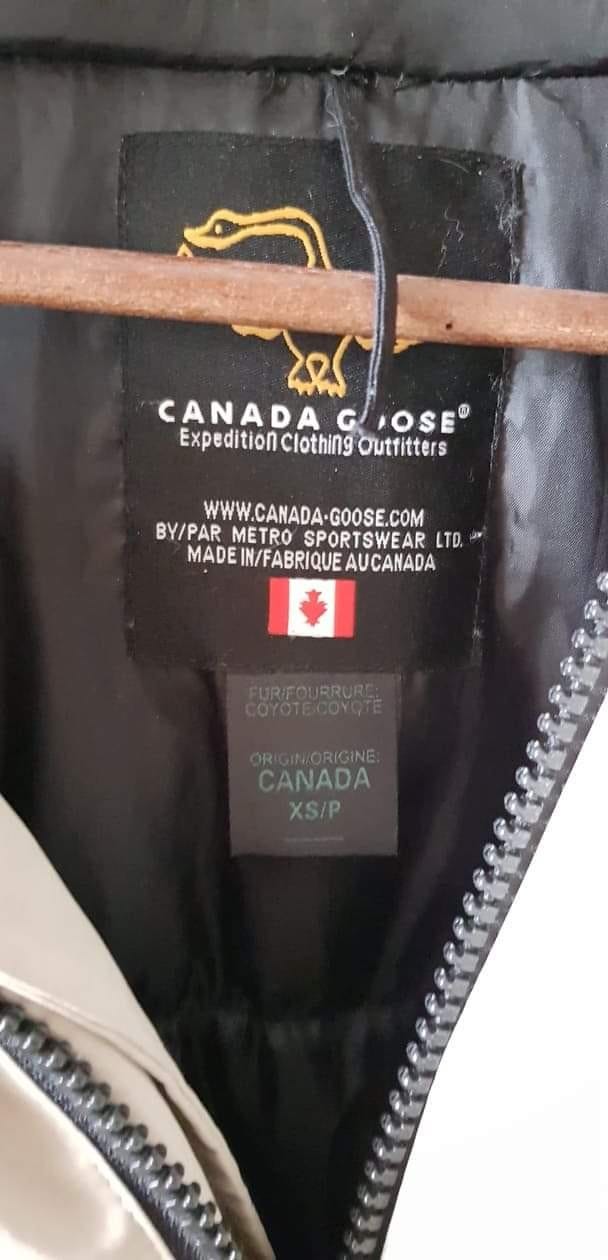 CANADA GOOSE®
Expedition Clothing Outfitters
WWW.CANADA-GOOSE.COM
BY/PAR METRO SPORTSWEAR LTD.
MADE IN/FABRIQUE AU CANADA
FUR/FOURRURE:
COYOTE/COYOTE
ORIGIN/ORIGINE:
CANADA
XS/P